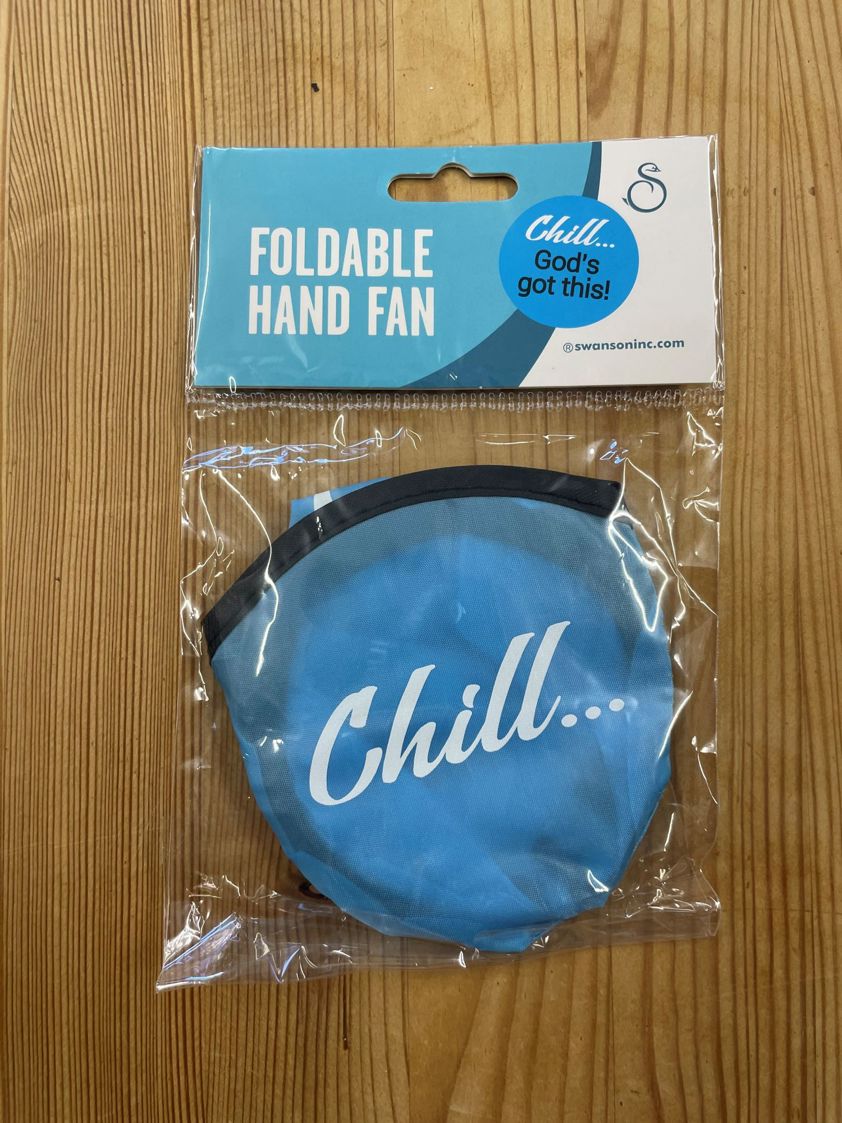 FOLDABLE
HAND FAN
Chill...
God's
got this!
®swansoninc.com
Chill...